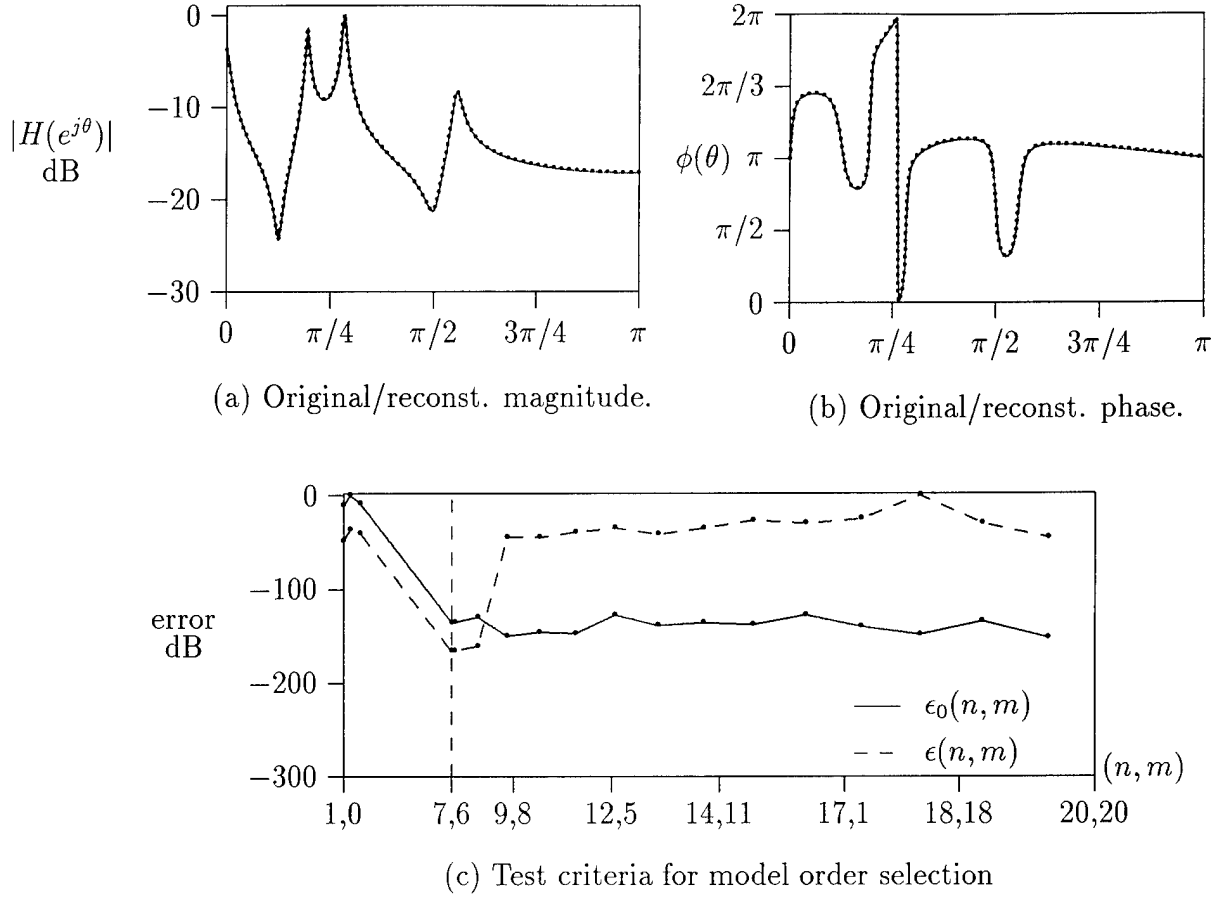 0
−10
|H(e^{jθ})|
dB
−20
−30
0 π/4 π/2 3π/4 π
(a) Original/reconst. magnitude.
2π
2π/3
ϕ(θ) π
π/2
0
0 π/4 π/2 3π/4 π
(b) Original/reconst. phase.
0
−100
error
dB
−200
−300
ϵ₀(n, m)
ϵ(n, m)
(n, m)
1,0 7,6 9,8 12,5 14,11 17,1 18,18 20,20
(c) Test criteria for model order selection